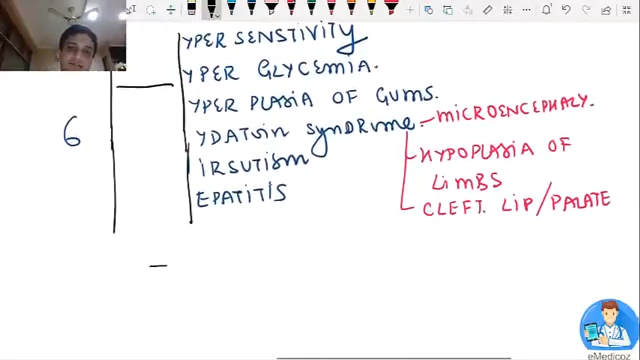 YPER SENSTIVITY
YPER GLYCEMIA.
YPER PLASIA OF GUMS.
6
YDATOIN SYNDROME
MICROENCEPHALY.
HYPOPLASIA OF
LIMBS
CLEFT. LIP/PALATE
IRSUTISM
EPATITIS
eMedicoz